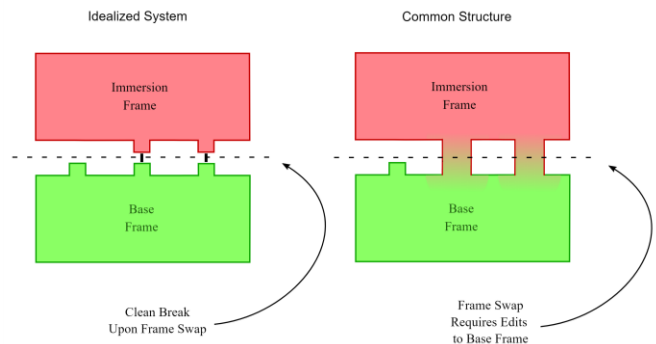 Idealized System
Common Structure
Immersion
Frame
Immersion
Frame
Base
Frame
Base
Frame
Clean Break
Upon Frame Swap
Frame Swap
Requires Edits
to Base Frame